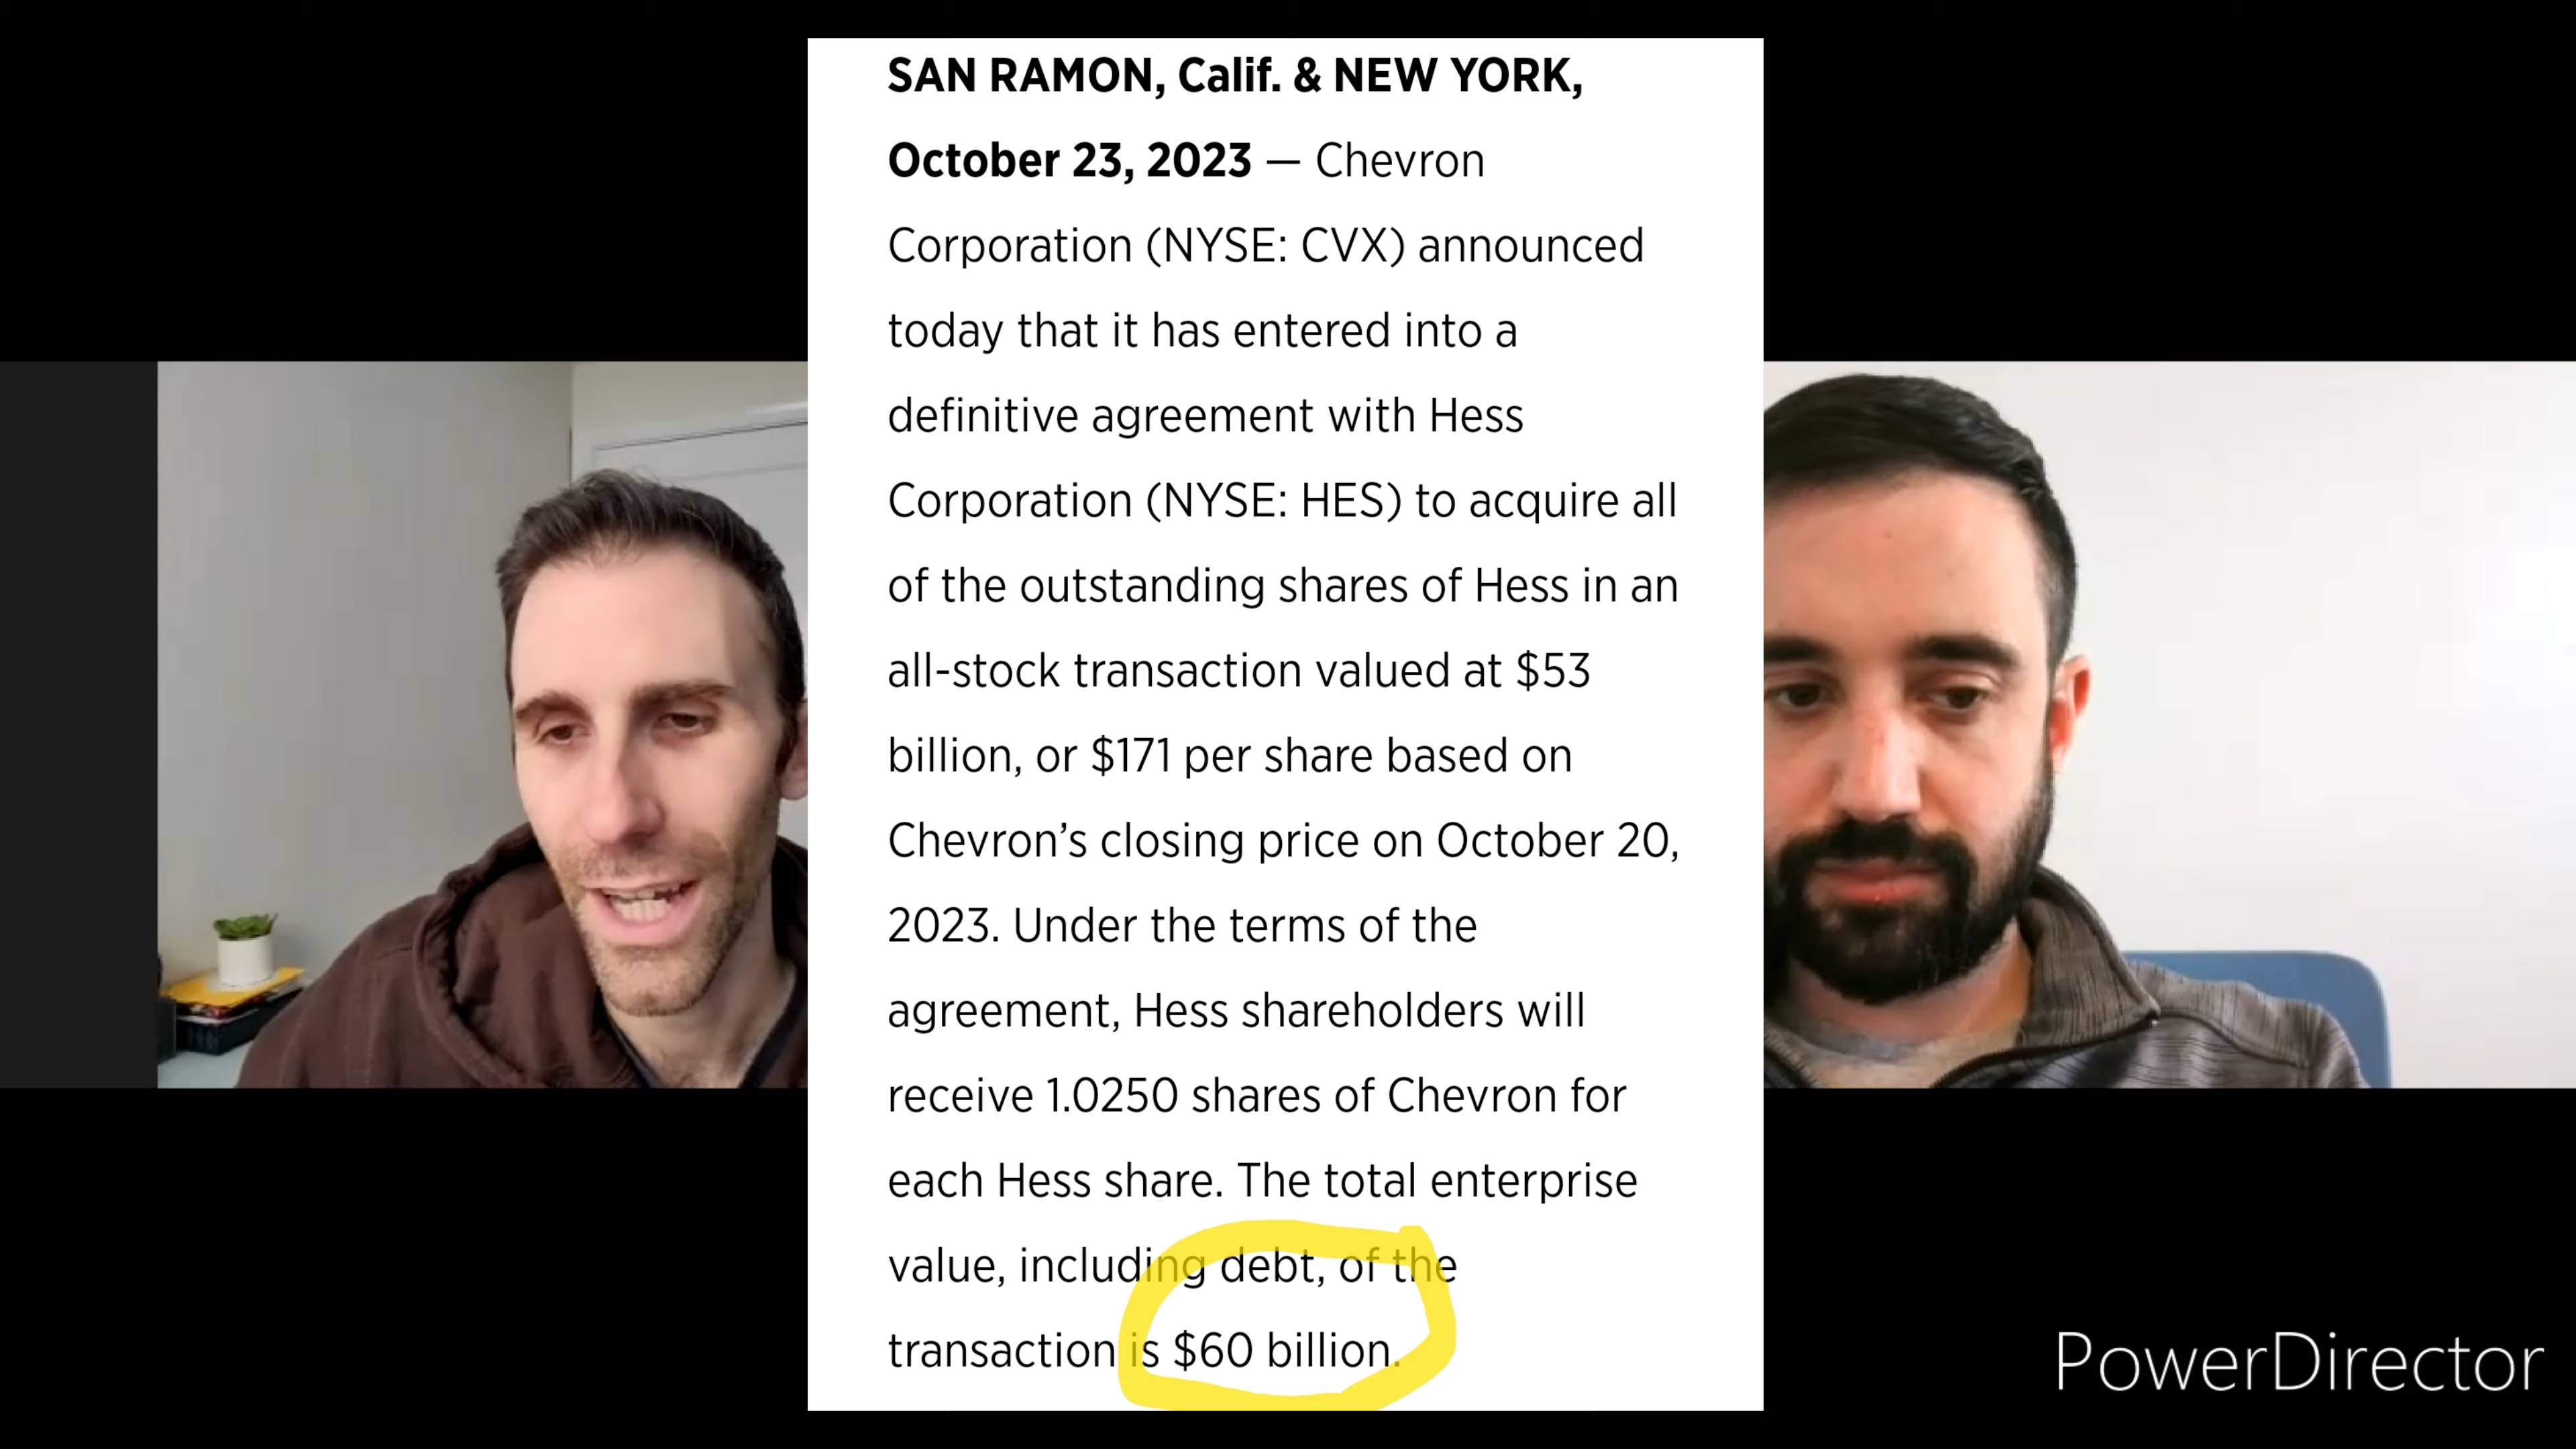 SAN RAMON, Calif. & NEW YORK,
October 23, 2023 — Chevron
Corporation (NYSE: CVX) announced
today that it has entered into a
definitive agreement with Hess
Corporation (NYSE: HES) to acquire all
of the outstanding shares of Hess in an
all-stock transaction valued at $53
billion, or $171 per share based on
Chevron’s closing price on October 20,
2023. Under the terms of the
agreement, Hess shareholders will
receive 1.0250 shares of Chevron for
each Hess share. The total enterprise
value, including debt, of the
transaction is $60 billion.
PowerDirector